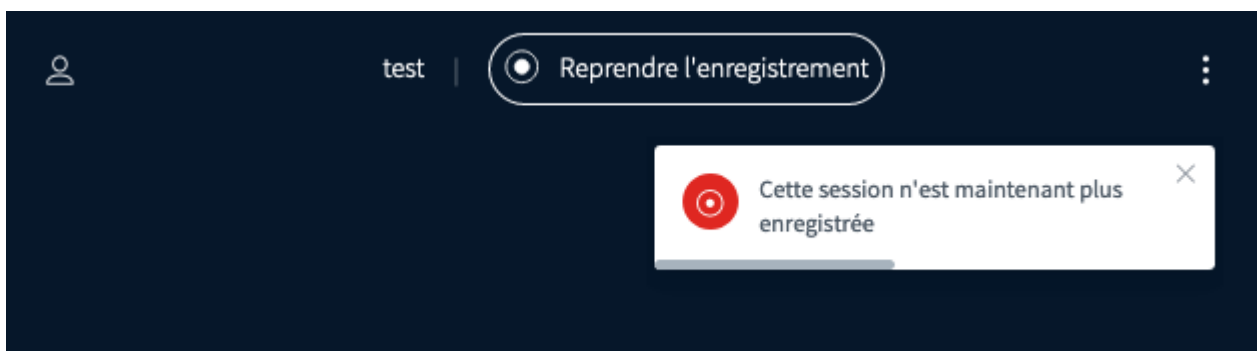 test | Reprendre l'enregistrement
Cette session n'est maintenant plus
enregistrée